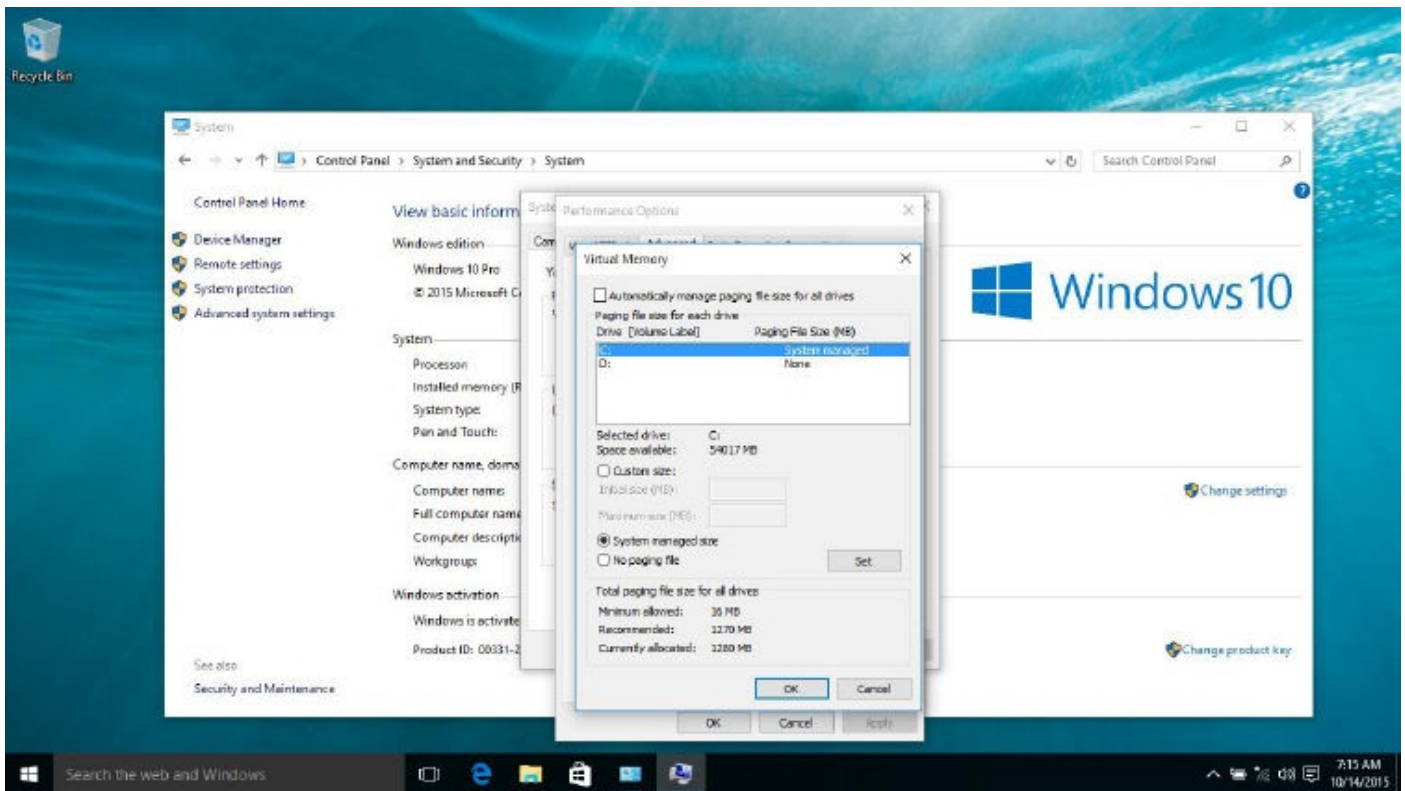 Recycle Bin
System
Control Panel > System and Security > System
Search Control Panel
Control Panel Home
Device Manager
Remote settings
System protection
Advanced system settings
See also
Security and Maintenance
View basic inform
Windows edition
Windows 10 Pro
© 2015 Microsoft C
System
Processor:
Installed memory (R
System type:
Pen and Touch:
Computer name, doma
Computer name:
Full computer name
Computer descriptio
Workgroup:
Windows activation
Windows is activate
Product ID: 00331-2
Windows 10
Change settings
Change product key
Syste
Com
Performance Options
Advanced
Virtual Memory
Automatically manage paging file size for all drives
Paging file size for each drive
Drive [Volume Label] Paging File Size (MB)
C: System managed
D: None
Selected drive: C:
Space available: 54017 MB
Custom size:
Initial size (MB):
Maximum size (MB):
System managed size
No paging file
Set
Total paging file size for all drives
Minimum allowed: 16 MB
Recommended: 1270 MB
Currently allocated: 1280 MB
OK Cancel
OK Cancel Apply
Search the web and Windows
7:15 AM
10/14/2015